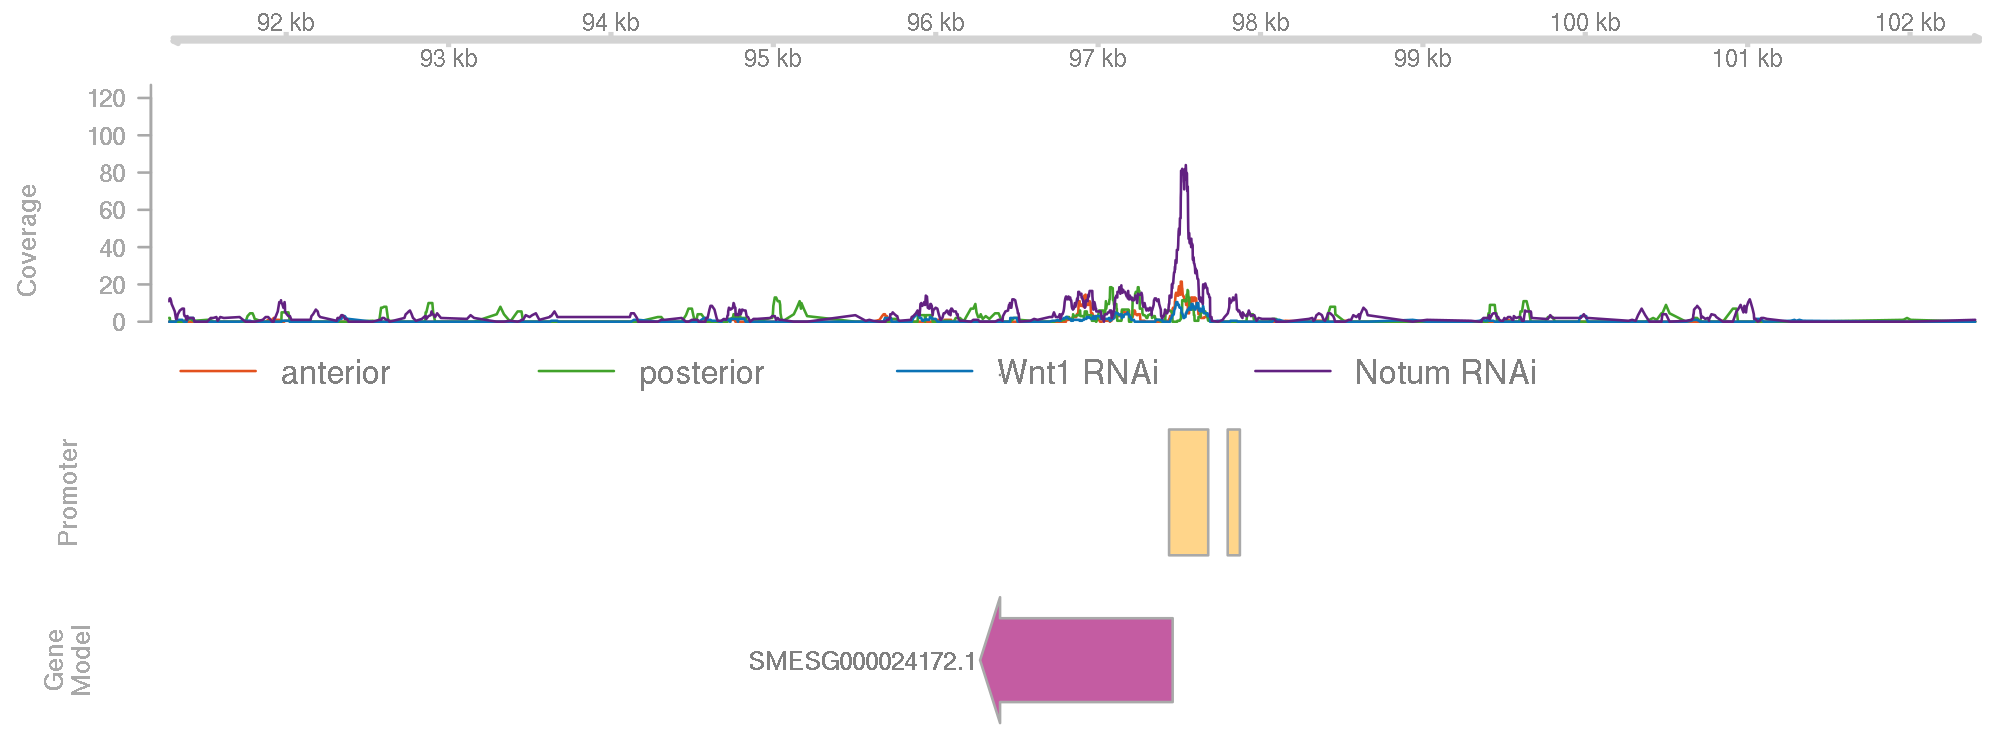 92 kb 94 kb 96 kb 98 kb 100 kb 102 kb
93 kb 95 kb 97 kb 99 kb 101 kb
Coverage
120
100
80
60
40
20
0
anterior posterior Wnt1 RNAi Notum RNAi
Promoter
Gene
Model
SMESG000024172.1